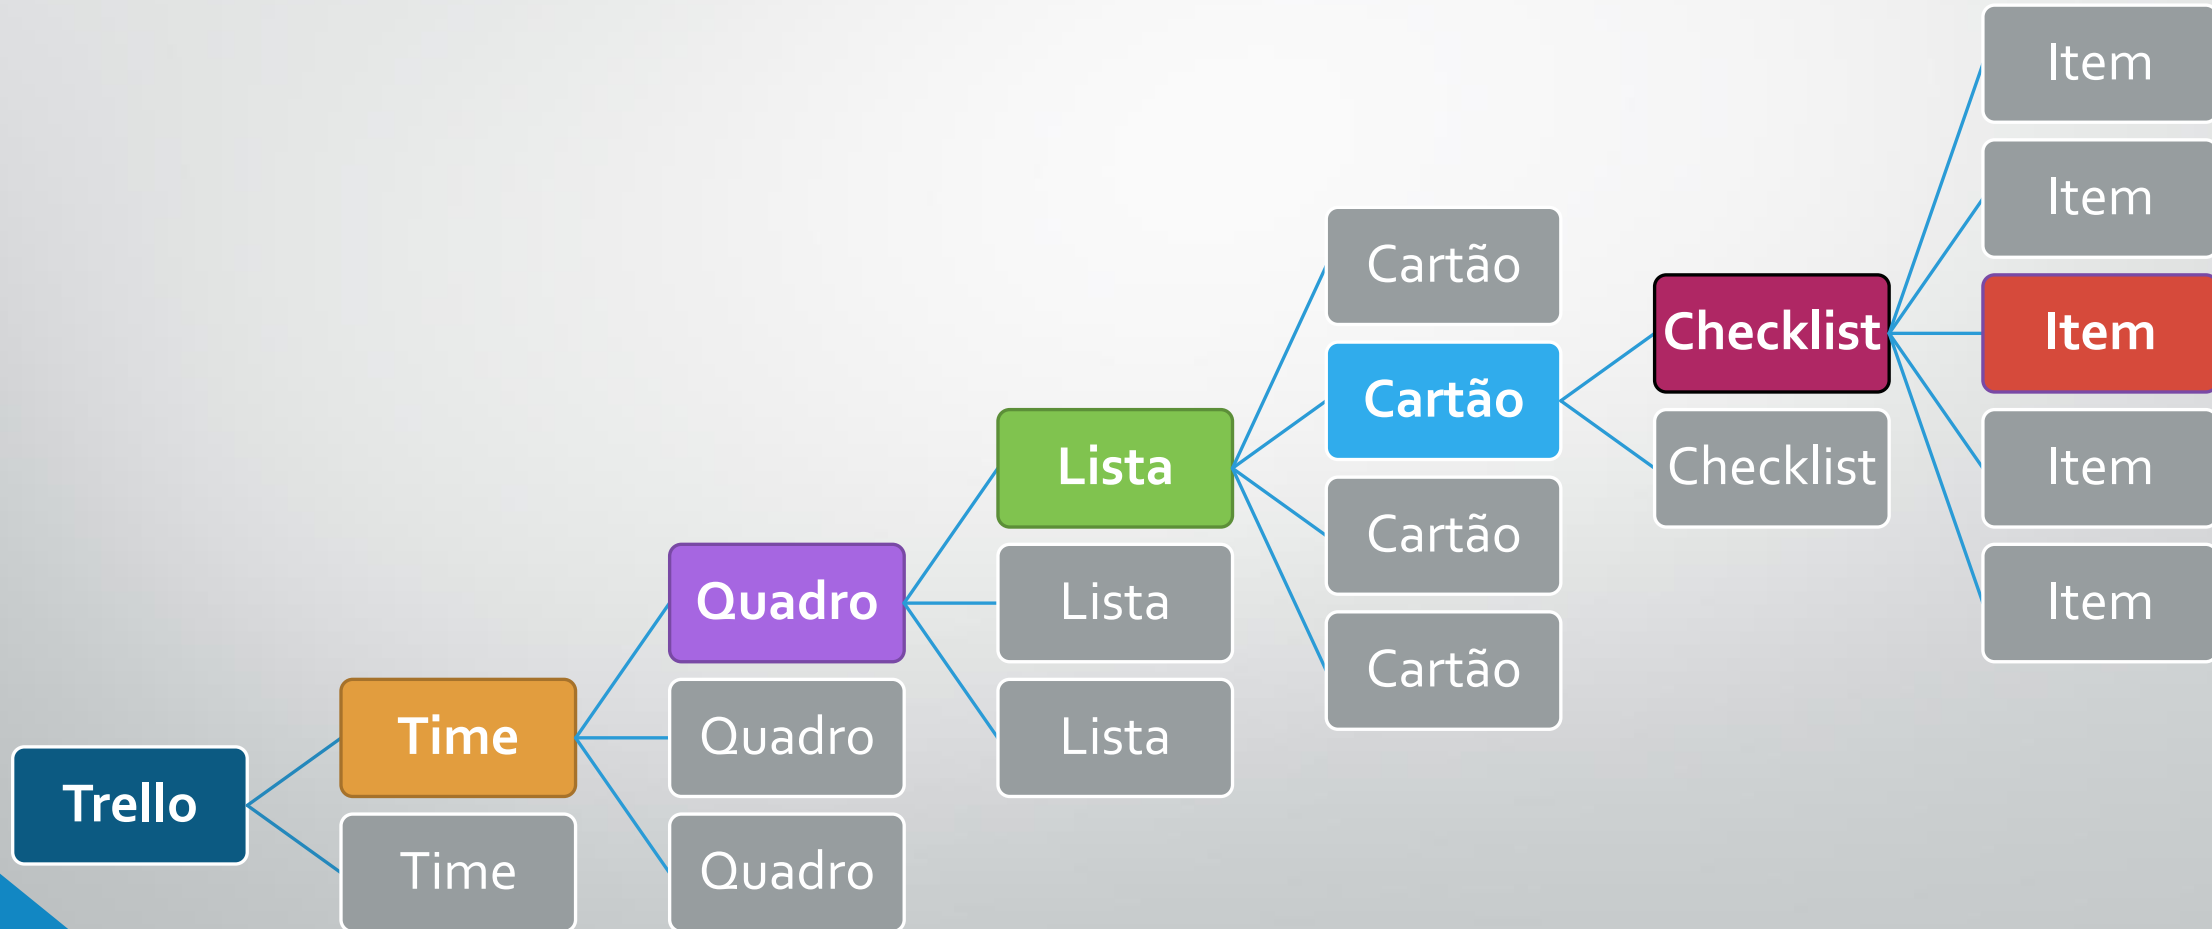 Trello
Time
Time
Quadro
Quadro
Quadro
Lista
Lista
Lista
Cartão
Cartão
Cartão
Cartão
Checklist
Checklist
Item
Item
Item
Item
Item